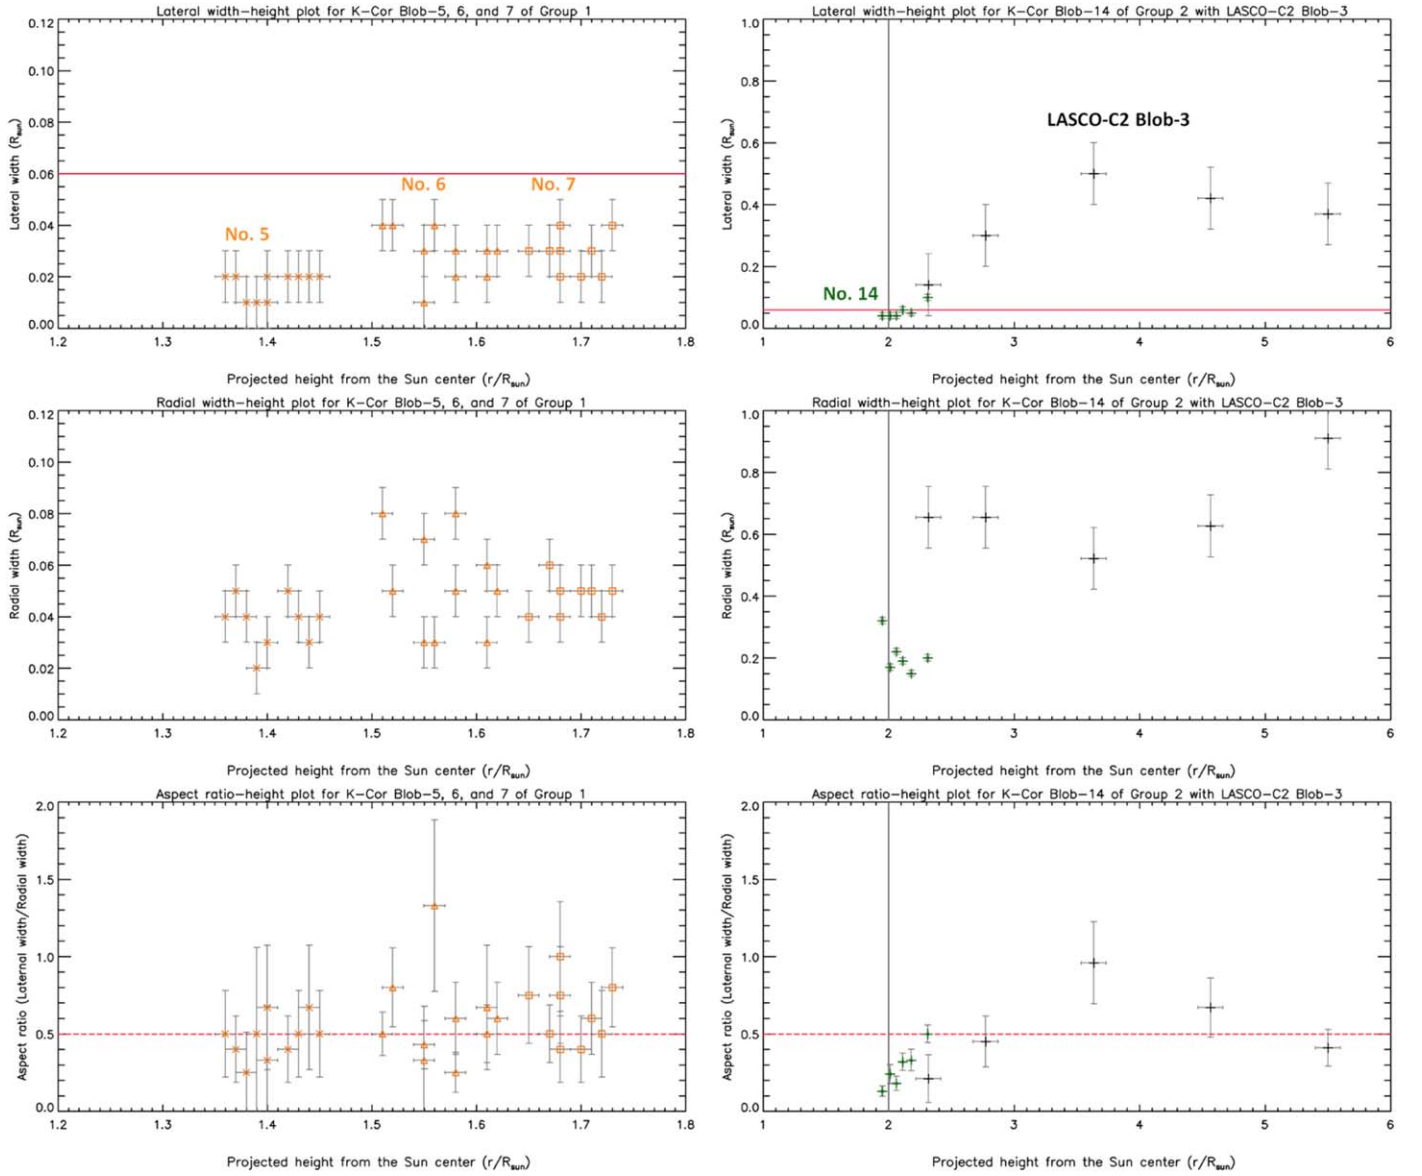 Lateral width-height plot for K-Cor Blob-5, 6, and 7 of Group 1
0.12
0.10
0.08
0.06
0.04
0.02
0.00
Lateral width (Rsun)
No. 5
No. 6
No. 7
1.2 1.3 1.4 1.5 1.6 1.7 1.8
Projected height from the Sun center (r/Rsun)
Lateral width-height plot for K-Cor Blob-14 of Group 2 with LASCO-C2 Blob-3
1.0
0.8
0.6
0.4
0.2
0.0
Lateral width (Rsun)
LASCO-C2 Blob-3
No. 14
1 2 3 4 5 6
Projected height from the Sun center (r/Rsun)
Radial width-height plot for K-Cor Blob-5, 6, and 7 of Group 1
0.12
0.10
0.08
0.06
0.04
0.02
0.00
Radial width (Rsun)
1.2 1.3 1.4 1.5 1.6 1.7 1.8
Projected height from the Sun center (r/Rsun)
Radial width-height plot for K-Cor Blob-14 of Group 2 with LASCO-C2 Blob-3
1.0
0.8
0.6
0.4
0.2
0.0
Radial width (Rsun)
1 2 3 4 5 6
Projected height from the Sun center (r/Rsun)
Aspect ratio-height plot for K-Cor Blob-5, 6, and 7 of Group 1
2.0
1.5
1.0
0.5
0.0
Aspect ratio (Laternal width/Radial width)
1.2 1.3 1.4 1.5 1.6 1.7 1.8
Projected height from the Sun center (r/Rsun)
Aspect ratio-height plot for K-Cor Blob-14 of Group 2 with LASCO-C2 Blob-3
2.0
1.5
1.0
0.5
0.0
Aspect ratio (Laternal width/Radial width)
1 2 3 4 5 6
Projected height from the Sun center (r/Rsun)